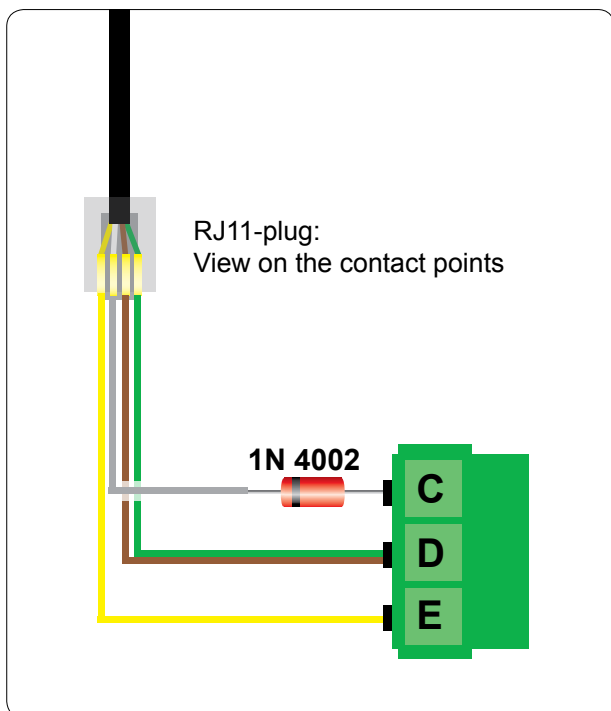 RJ11-plug:
View on the contact points
1N 4002
C
D
E